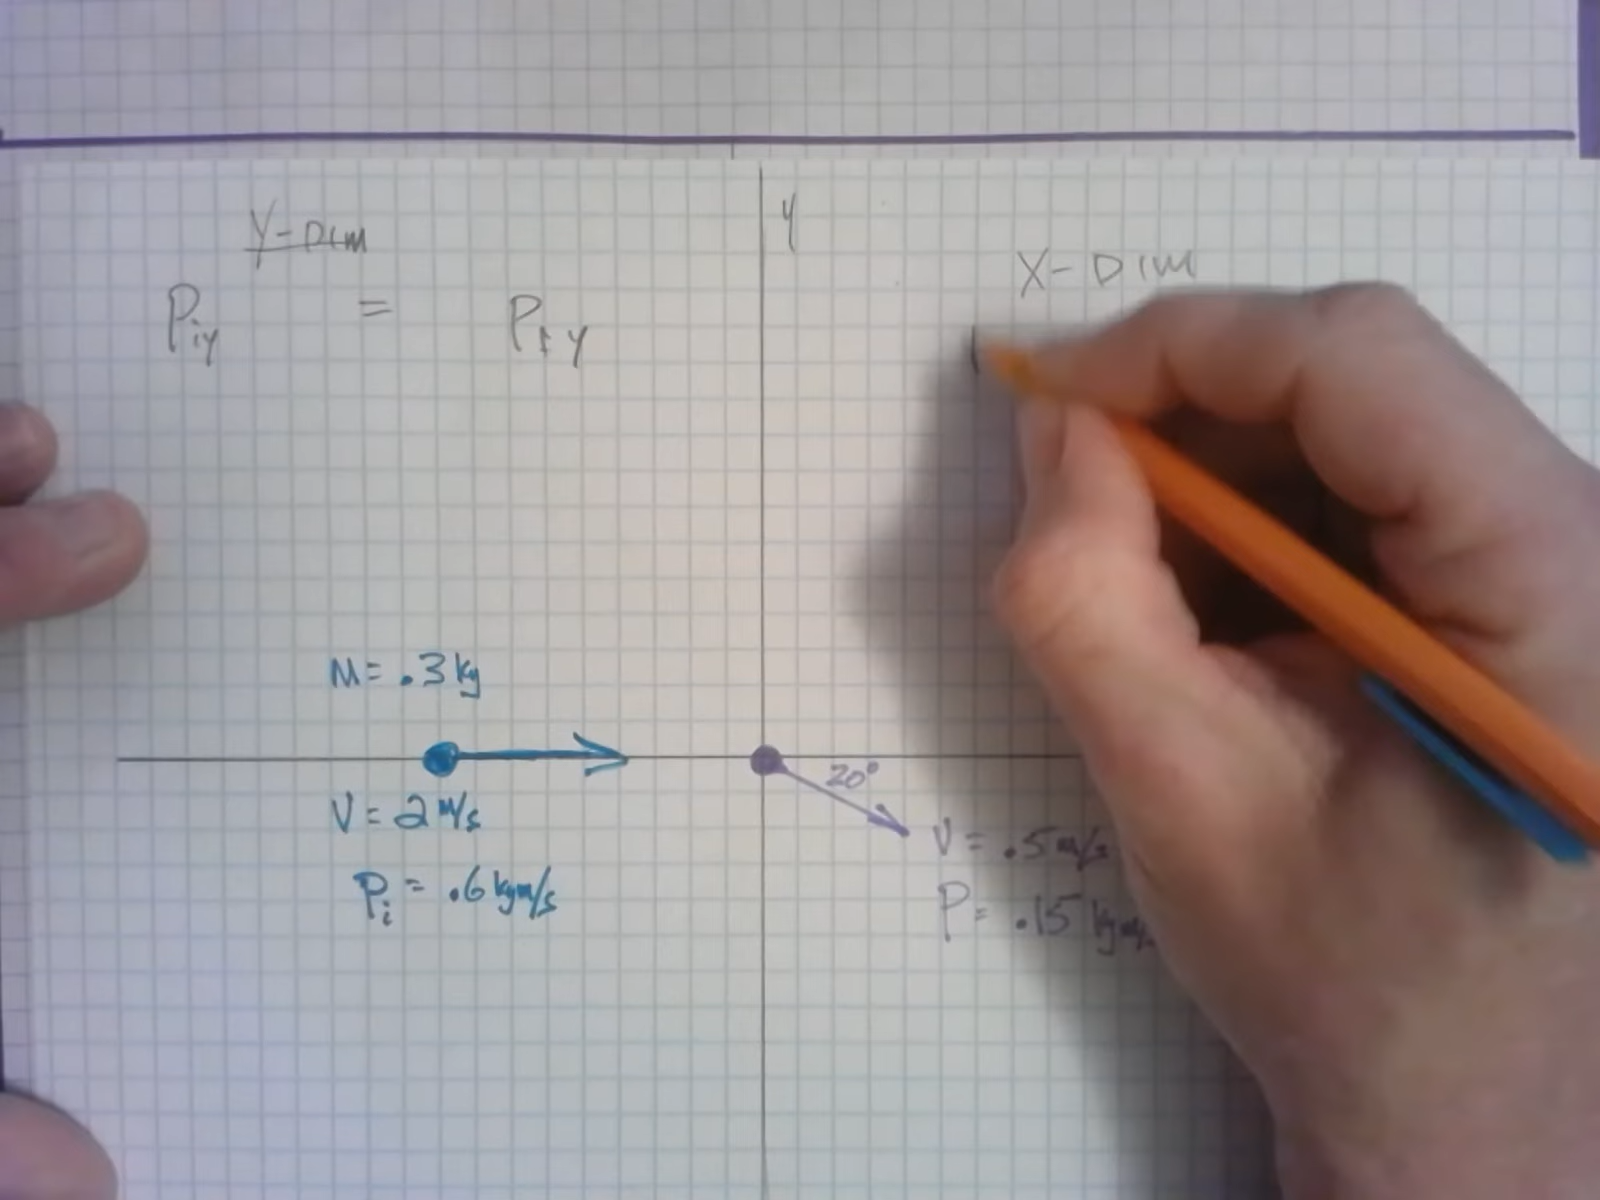 Y-DIM
Piy = Pfy
y
X-DIM
M= .3 kg
V= 2 m/s
Pi = .6 kgm/s
20°
V= .5 m/s
P= .15 kgm/s